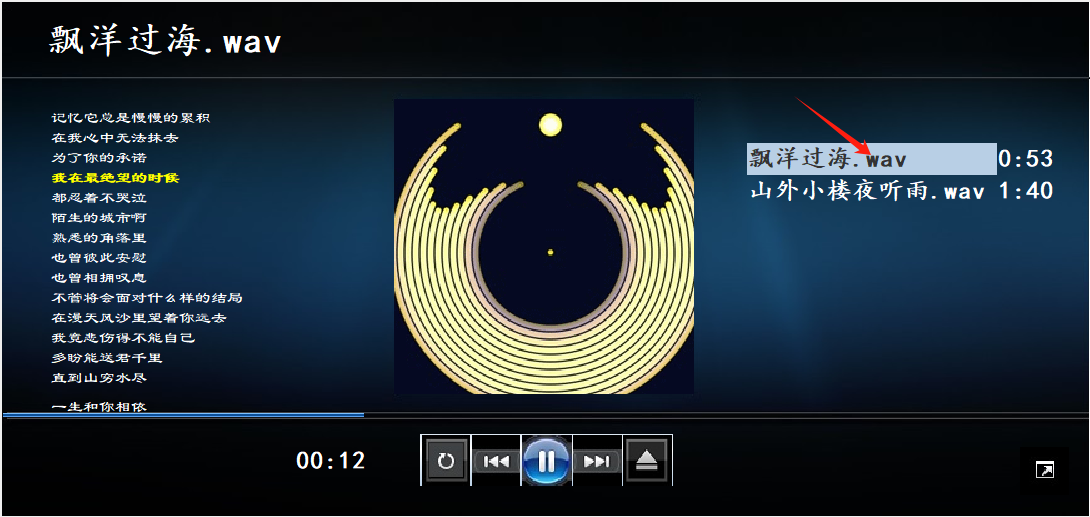 飘洋过海.wav
记忆它总是慢慢的累积
在我心中无法抹去
为了你的承诺
我在最绝望的时候
都忍着不哭泣
陌生的城市啊
熟悉的角落里
也曾彼此安慰
也曾相拥叹息
不管将会面对什么样的结局
在漫天风沙里望着你远去
我竟悲伤得不能自己
多盼能送君千里
直到山穷水尽
一生和你相依
飘洋过海.wav 0:53
山外小楼夜听雨.wav 1:40
00:12